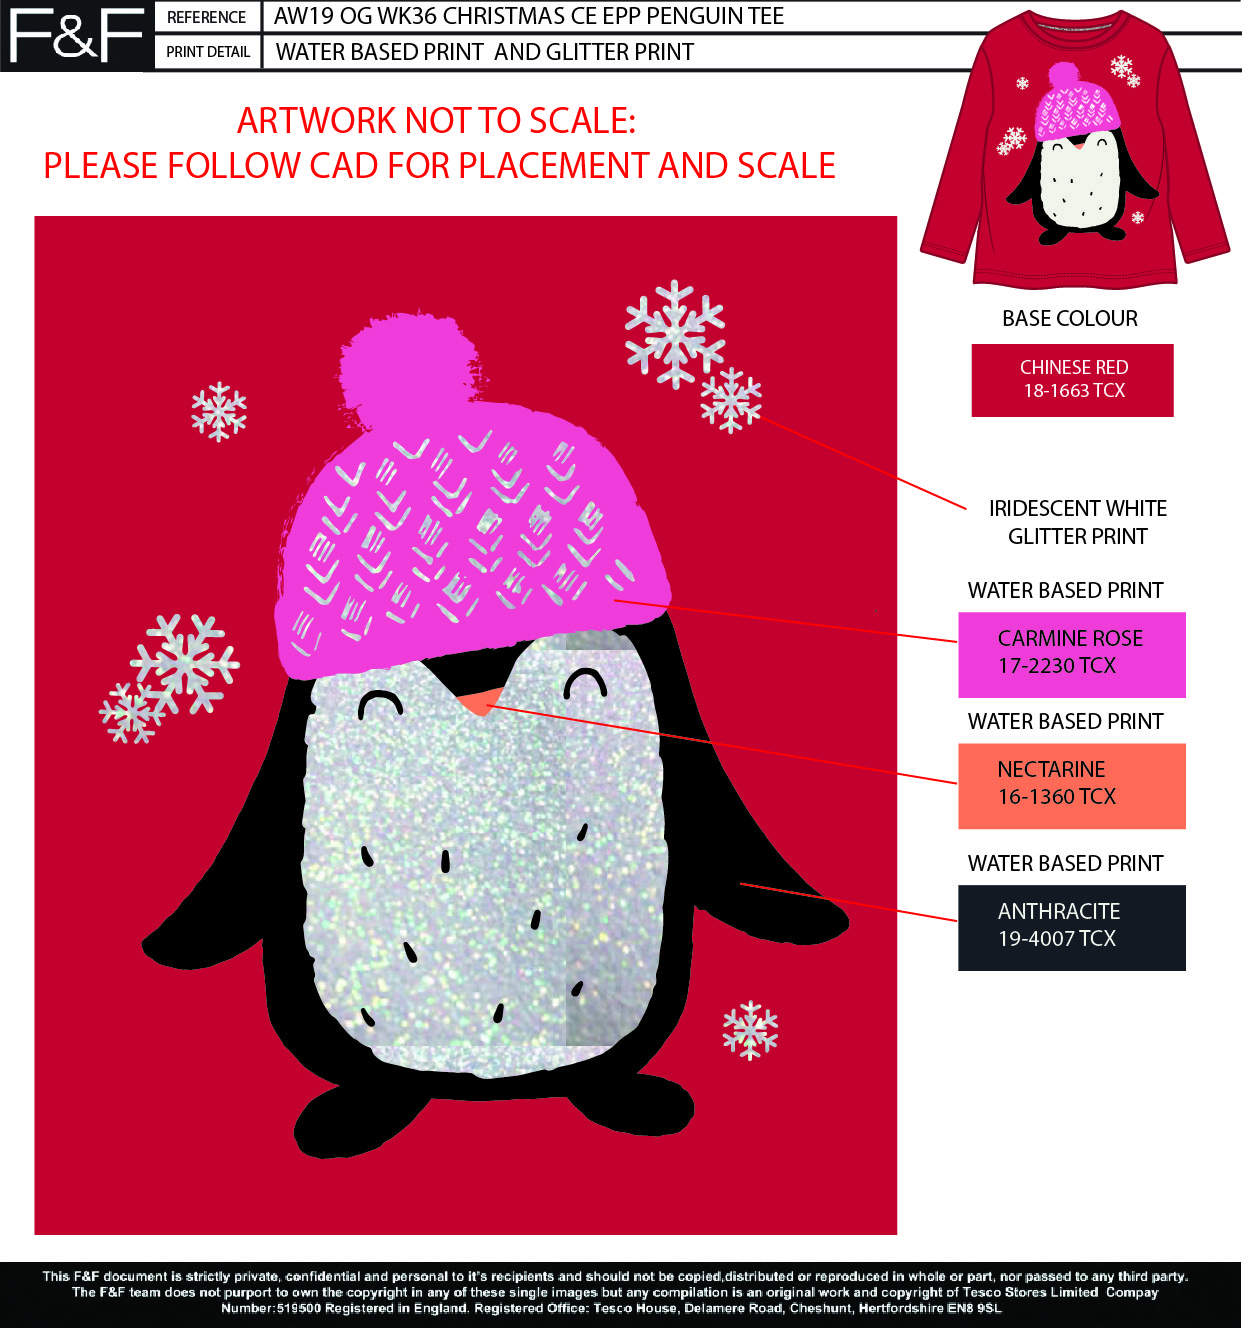 F&F
REFERENCE
AW19 OG WK36 CHRISTMAS CE EPP PENGUIN TEE
PRINT DETAIL
WATER BASED PRINT AND GLITTER PRINT
ARTWORK NOT TO SCALE:
PLEASE FOLLOW CAD FOR PLACEMENT AND SCALE
BASE COLOUR
CHINESE RED
18-1663 TCX
IRIDESCENT WHITE
GLITTER PRINT
WATER BASED PRINT
CARMINE ROSE
17-2230 TCX
WATER BASED PRINT
NECTARINE
16-1360 TCX
WATER BASED PRINT
ANTHRACITE
19-4007 TCX
This F&F document is strictly private, confidential and personal to it's recipients and should not be copied,distributed or reproduced in whole or part, nor passed to any third party.
The F&F team does not purport to own the copyright in any of these single images but any compilation is an original work and copyright of Tesco Stores Limited Compay
Number:519500 Registered in England. Registered Office: Tesco House, Delamere Road, Cheshunt, Hertfordshire EN8 9SL